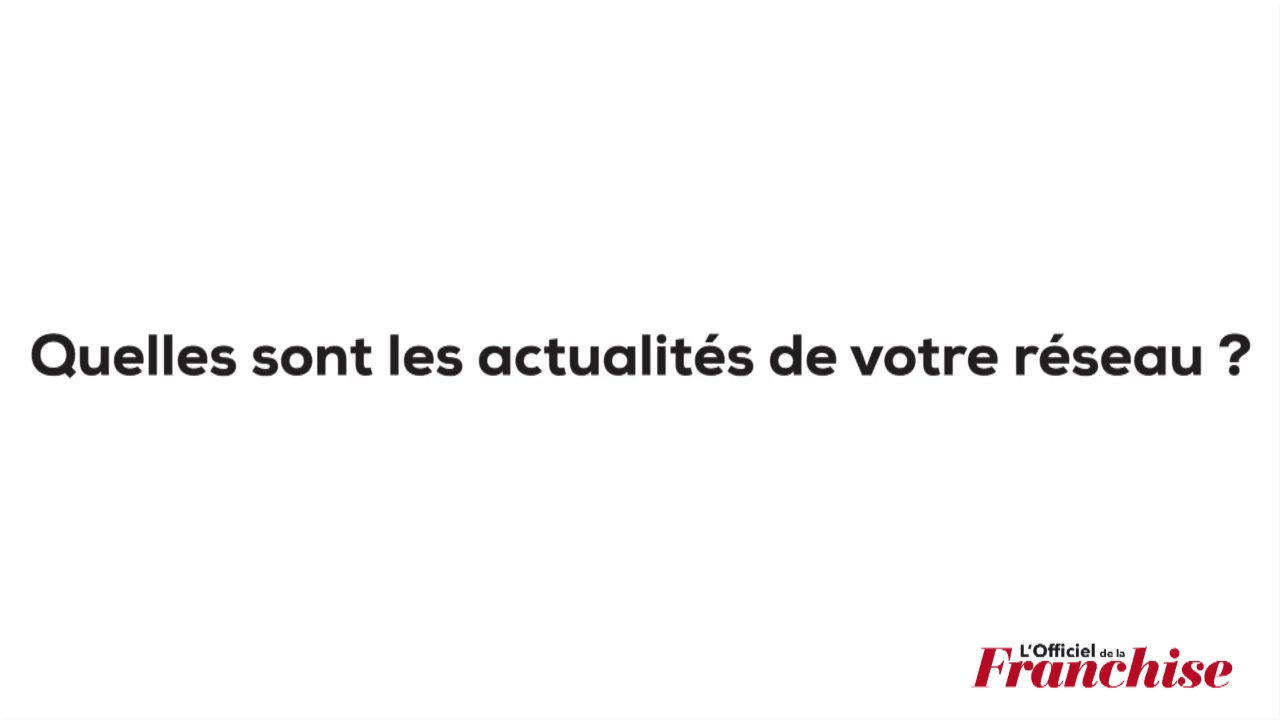 Quelles sont les actualités de votre réseau ?
L'Officiel de la
Franchise